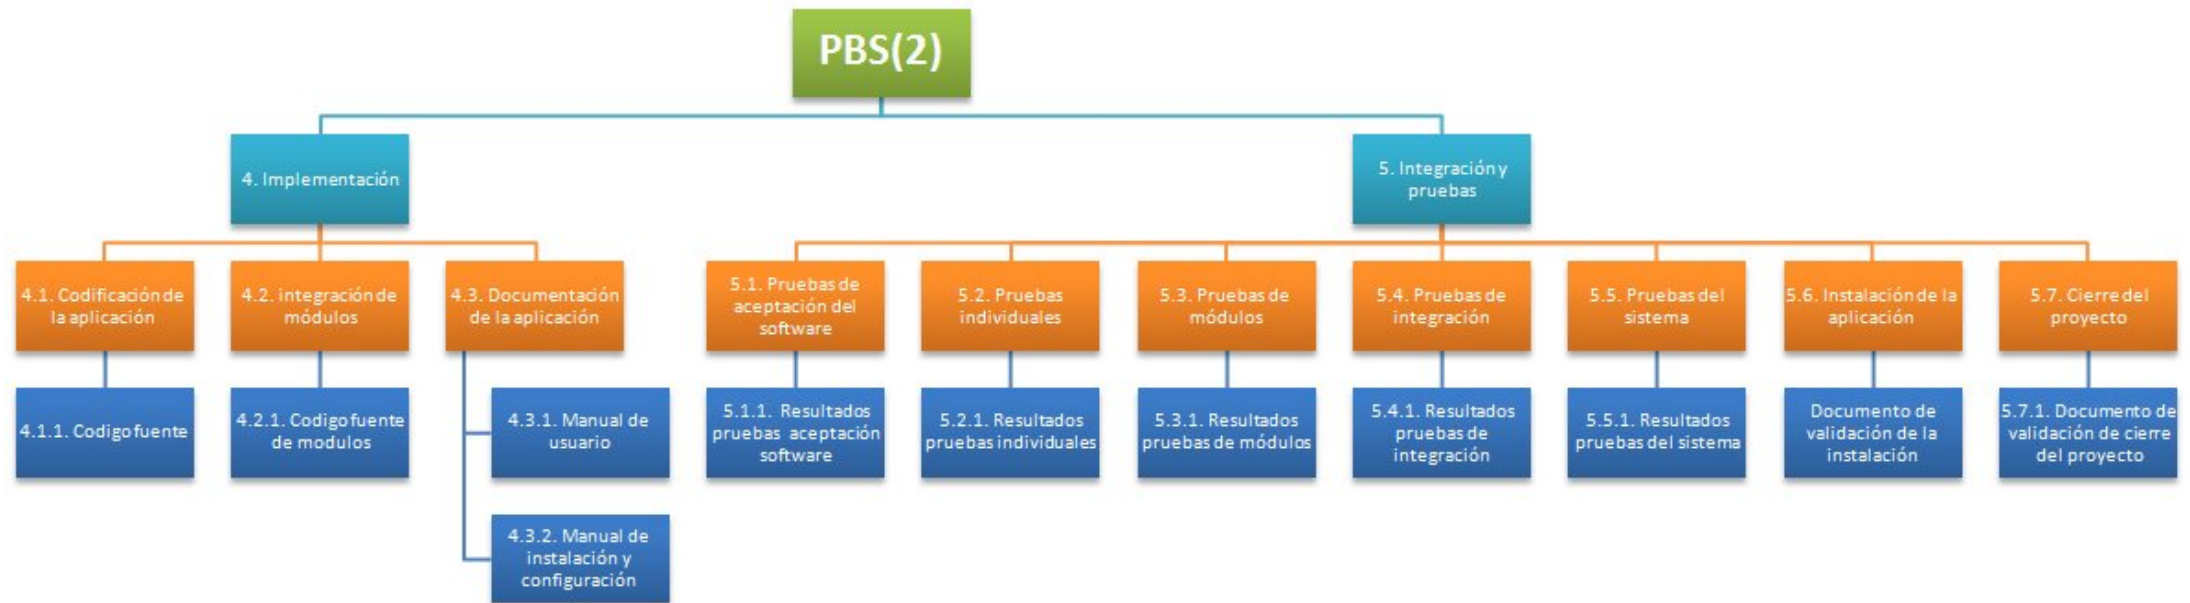 PBS(2)
4. Implementación
5. Integración y
pruebas
4.1. Codificación de
la aplicación
4.2. integración de
módulos
4.3. Documentación
de la aplicación
5.1. Pruebas de
aceptación del
software
5.2. Pruebas
individuales
5.3. Pruebas de
módulos
5.4. Pruebas de
integración
5.5. Pruebas del
sistema
5.6. Instalación de la
aplicación
5.7. Cierre del
proyecto
4.1.1. Codigo fuente
4.2.1. Codigo fuente
de modulos
4.3.1. Manual de
usuario
5.1.1. Resultados
pruebas aceptación
software
5.2.1. Resultados
pruebas individuales
5.3.1. Resultados
pruebas de módulos
5.4.1. Resultados
pruebas de
integración
5.5.1. Resultados
pruebas del sistema
Documento de
validación de la
instalación
5.7.1. Documento de
validación de cierre
del proyecto
4.3.2. Manual de
instalación y
configuración